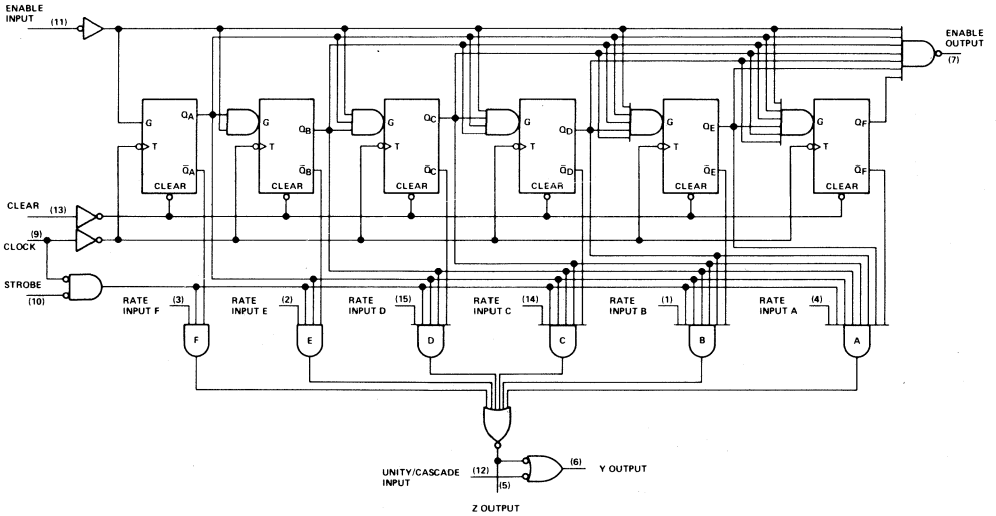 ENABLE
INPUT
(11)
ENABLE
OUTPUT
(7)
G
QA
T
Q̅A
CLEAR
G
QB
T
Q̅B
CLEAR
G
QC
T
Q̅C
CLEAR
G
QD
T
Q̅D
CLEAR
G
QE
T
Q̅E
CLEAR
G
QF
T
Q̅F
CLEAR
CLEAR
(13)
(9)
CLOCK
STROBE
(10)
RATE
INPUT F
(3)
RATE
INPUT E
(2)
RATE
INPUT D
(15)
RATE
INPUT C
(14)
RATE
INPUT B
(1)
RATE
INPUT A
(4)
F
E
D
C
B
A
UNITY/CASCADE
INPUT
(12)
(5)
(6)
Y OUTPUT
Z OUTPUT